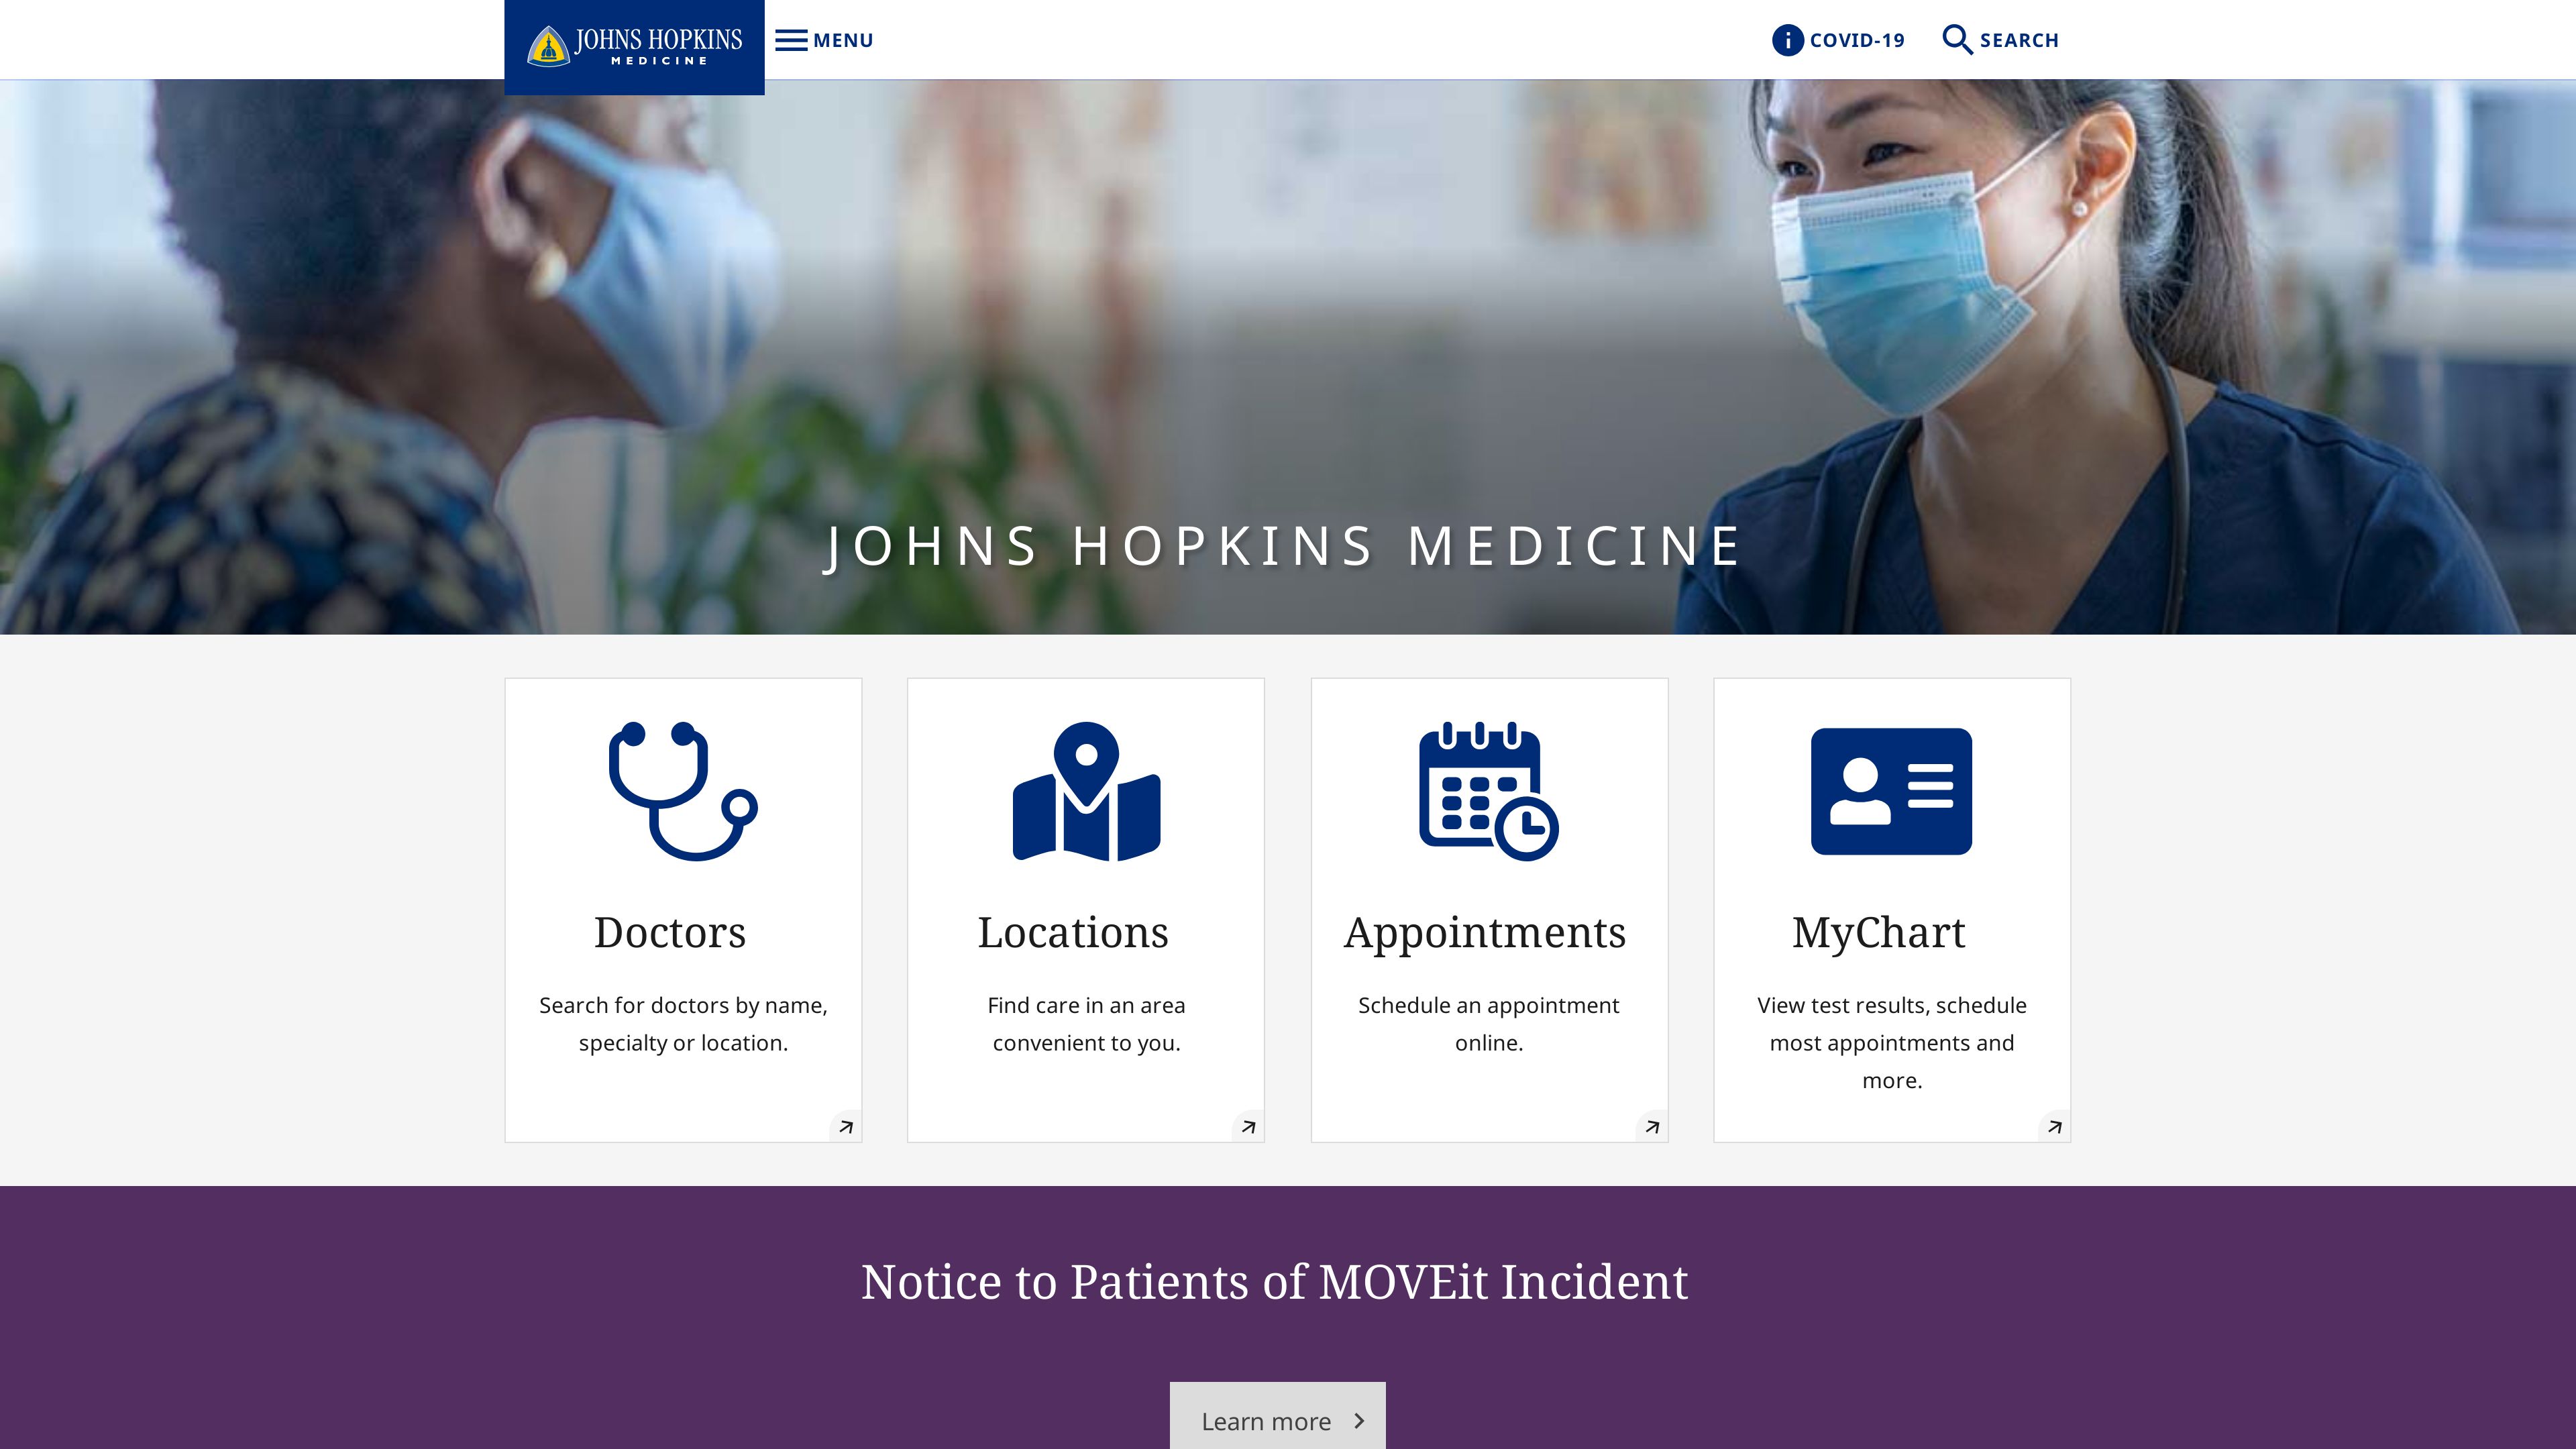 JOHNS HOPKINS
MEDICINE
MENU
COVID-19
SEARCH
JOHNS HOPKINS MEDICINE
Doctors
Search for doctors by name,
specialty or location.
Locations
Find care in an area
convenient to you.
Appointments
Schedule an appointment
online.
MyChart
View test results, schedule
most appointments and
more.
Notice to Patients of MOVEit Incident
Learn more